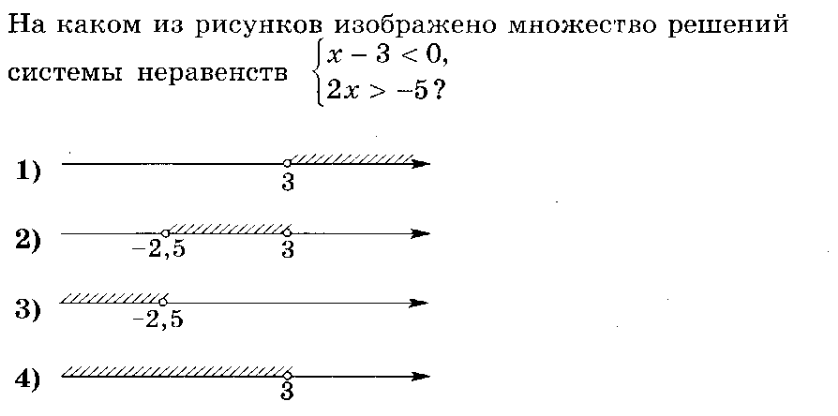 На каком из рисунков изображено множество решений
системы неравенств { x − 3 < 0,
2x > −5?
1) 3
2) −2,5 3
3) −2,5
4) 3